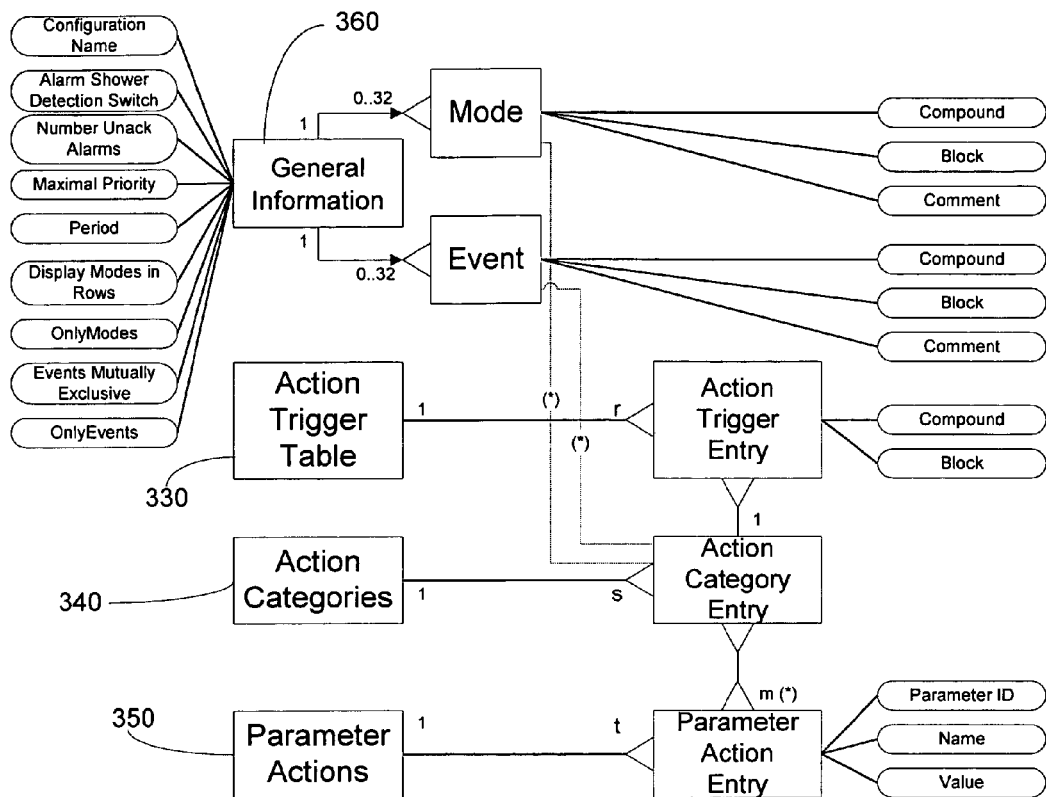 Configuration
Name
360
Alarm Shower
Detection Switch
Number Unack
Alarms
Maximal Priority
Period
Display Modes in
Rows
OnlyModes
Events Mutually
Exclusive
OnlyEvents
General
Information
1
0..32
Mode
Compound
Block
Comment
1
0..32
Event
Compound
Block
Comment
Action
Trigger
Table
330
1
(*)
(*)
r
Action
Trigger
Entry
Compound
Block
1
Action
Categories
340
1
s
Action
Category
Entry
m (*)
Parameter
Actions
350
1
t
Parameter
Action
Entry
Parameter ID
Name
Value